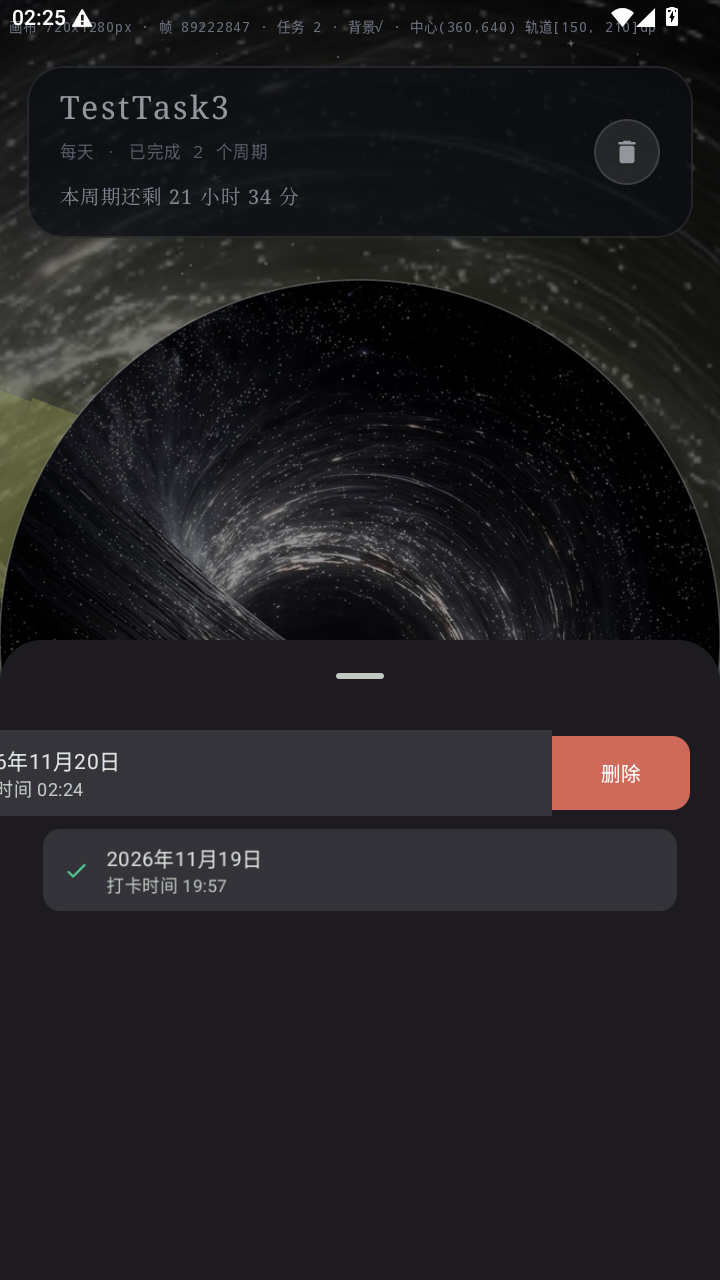 02:25
画布 720x1280px · 帧 89222847 · 任务 2 · 背景√ · 中心(360,640) 轨道[150, 210]dp
TestTask3
每天 · 已完成 2 个周期
本周期还剩 21 小时 34 分
6年11月20日
时间 02:24
删除
2026年11月19日
打卡时间 19:57